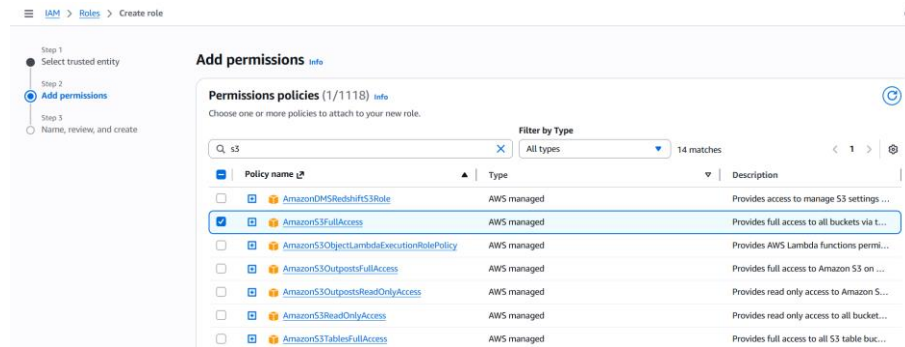 IAM > Roles > Create role
Step 1
Select trusted entity
Step 2
Add permissions
Step 3
Name, review, and create
Add permissions Info
Permissions policies (1/1118) Info
Choose one or more policies to attach to your new role.
Filter by Type
s3
All types
14 matches
1
Policy name
Type
Description
AmazonDMSRedshiftS3Role AWS managed Provides access to manage S3 settings ...
AmazonS3FullAccess AWS managed Provides full access to all buckets via t...
AmazonS3ObjectLambdaExecutionRolePolicy AWS managed Provides AWS Lambda functions permi...
AmazonS3OutpostsFullAccess AWS managed Provides full access to Amazon S3 on ...
AmazonS3OutpostsReadOnlyAccess AWS managed Provides read only access to Amazon S...
AmazonS3ReadOnlyAccess AWS managed Provides read only access to all bucket...
AmazonS3TablesFullAccess AWS managed Provides full access to all S3 table buc...